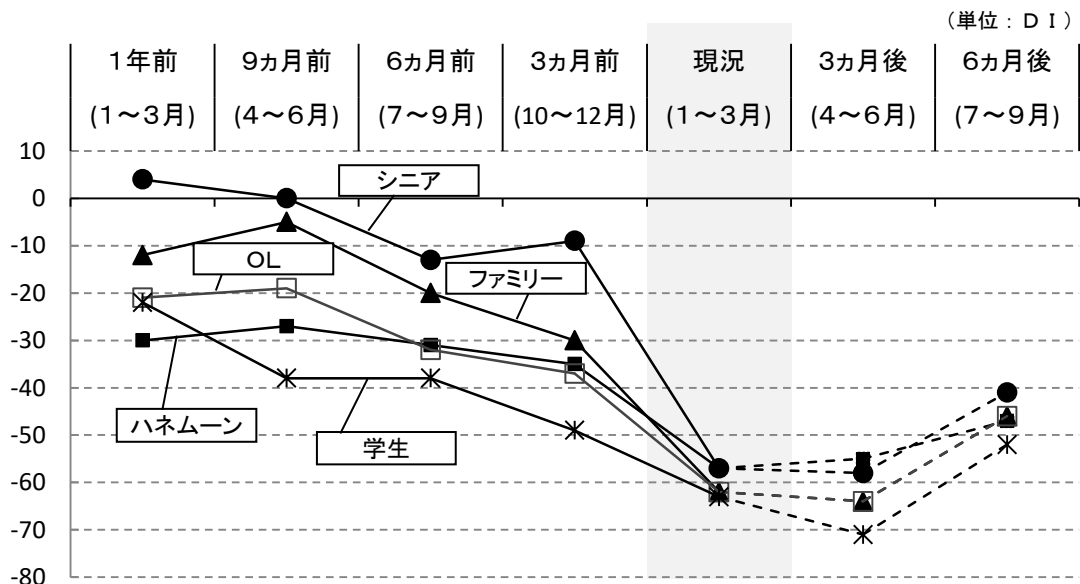 (単位:DI)
1年前 9ヵ月前 6ヵ月前 3ヵ月前 現況 3ヵ月後 6ヵ月後
(1~3月) (4~6月) (7~9月) (10~12月) (1~3月) (4~6月) (7~9月)
10
シニア
0
-10
OL
ファミリー
-20
-30
-40
ハネムーン
学生
-50
-60
-70
-80